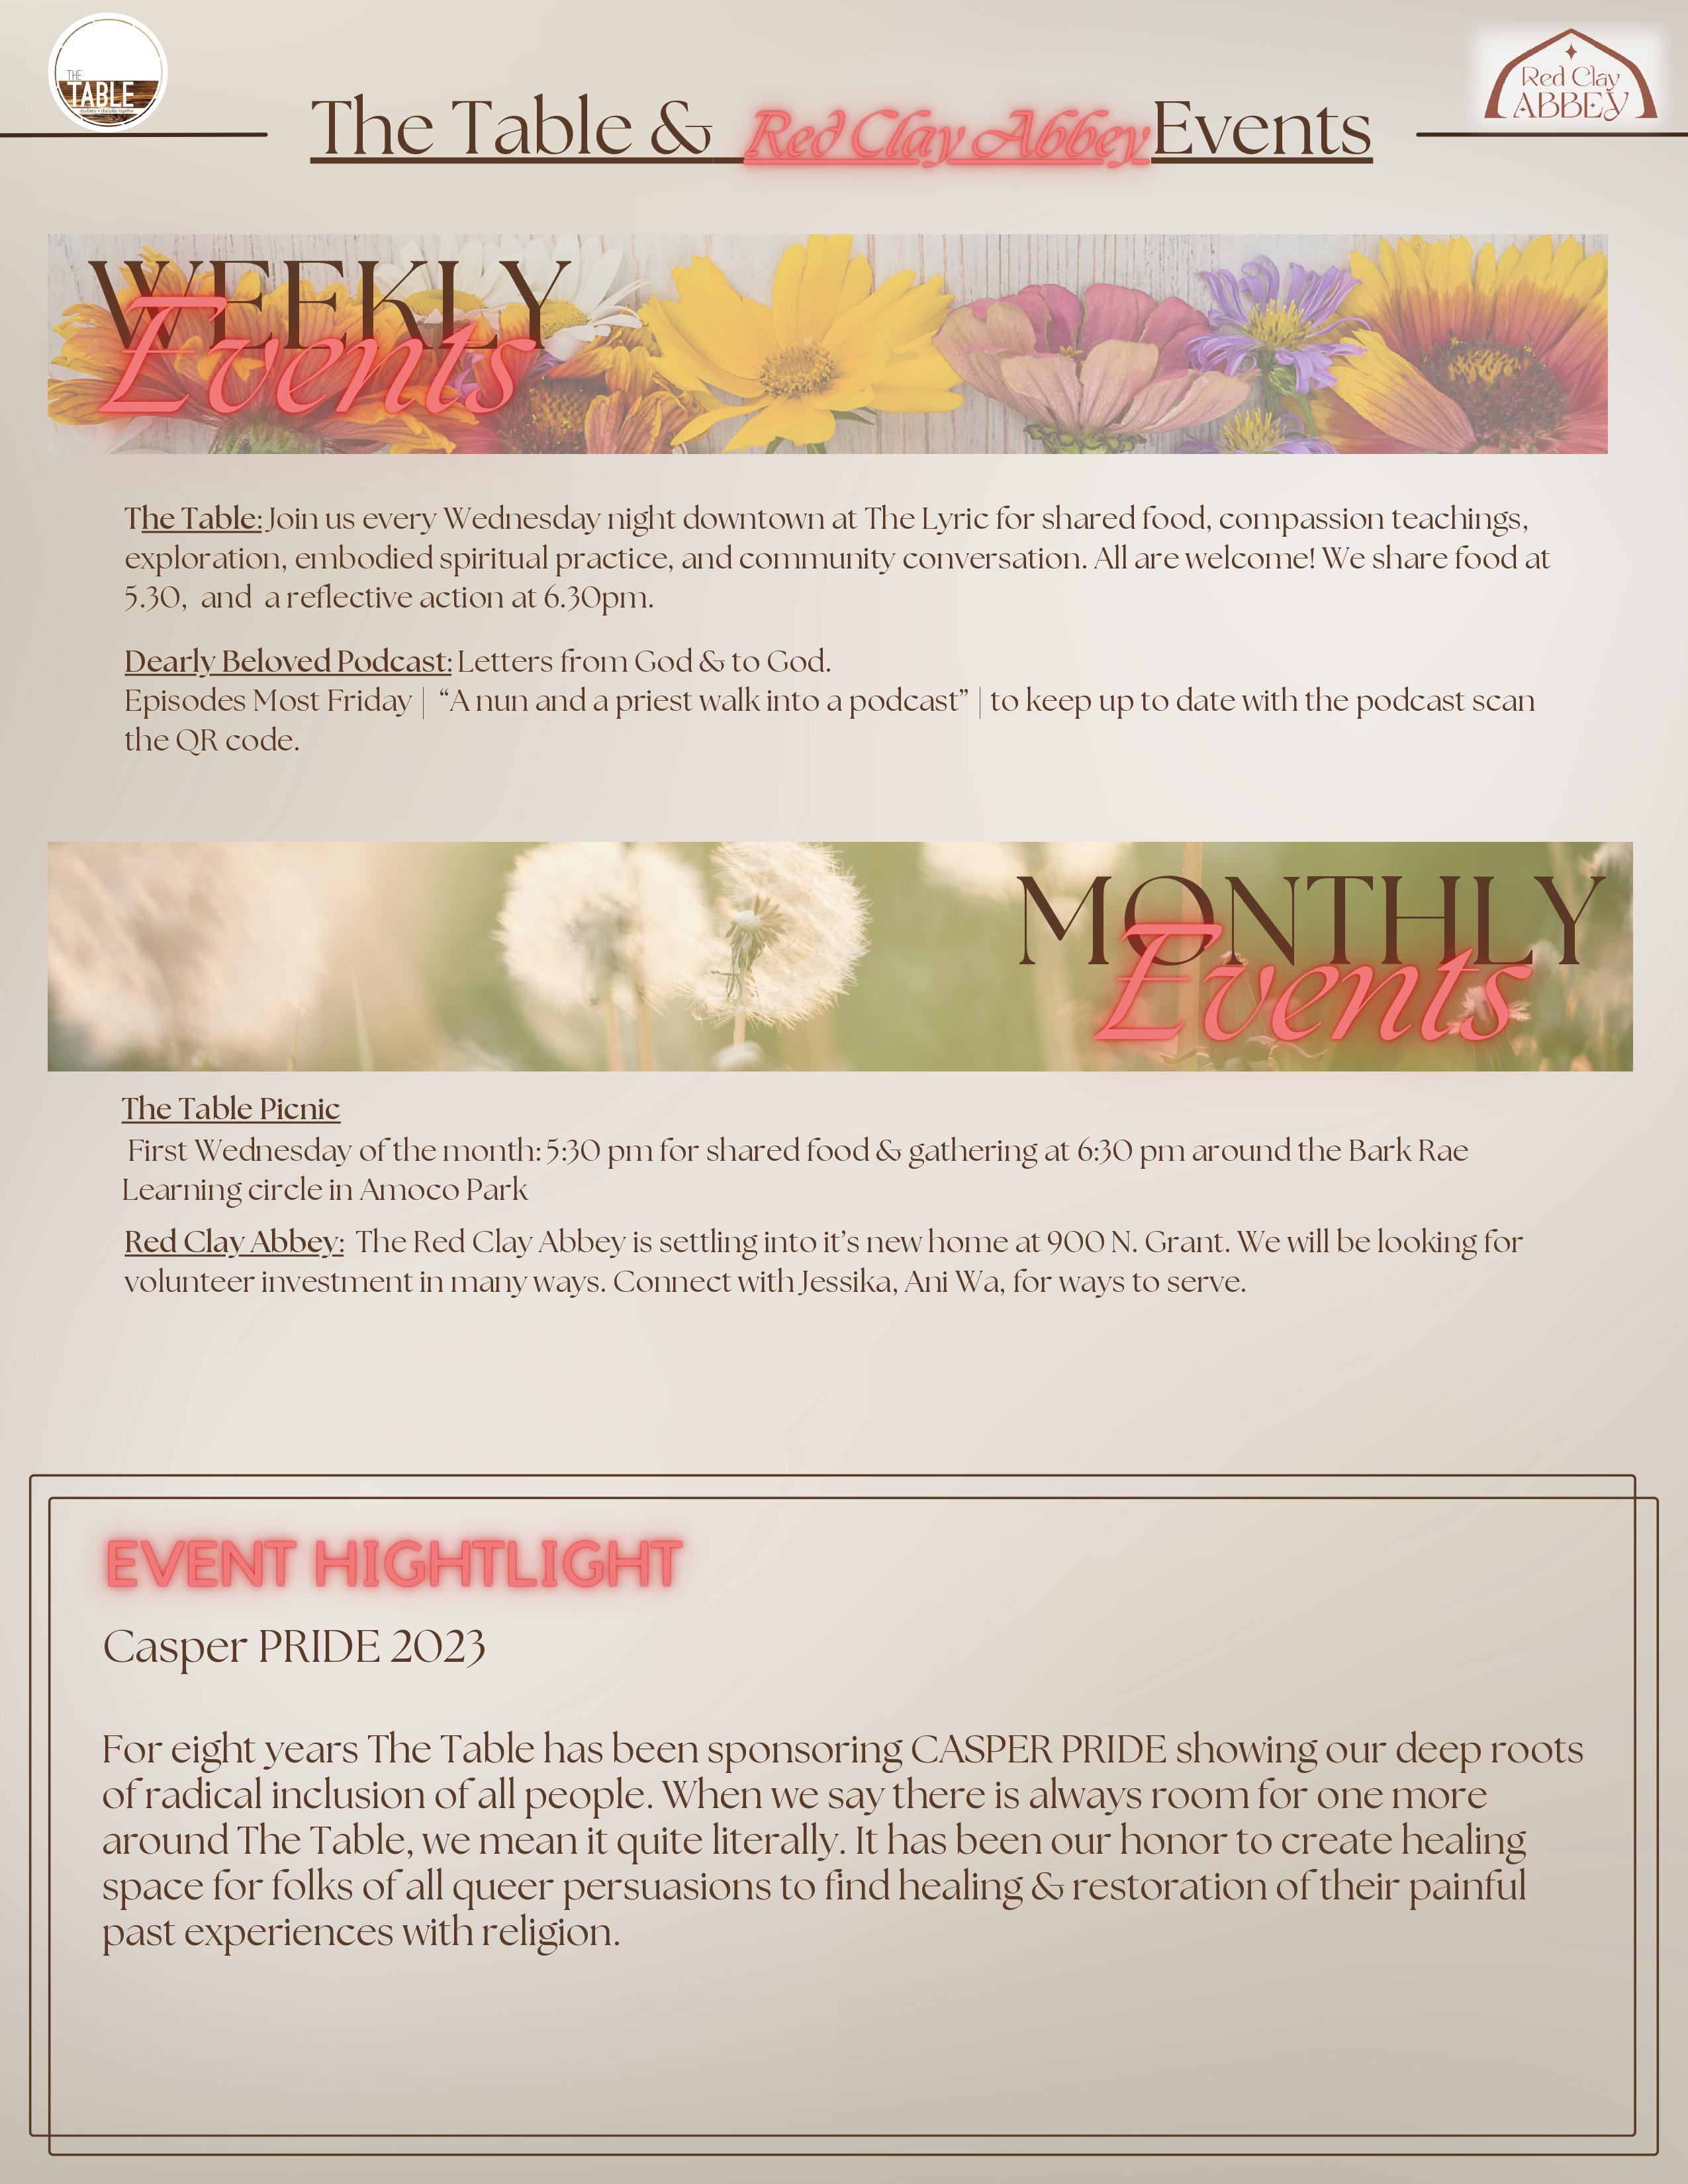 THE
TABLE
Red Clay
ABBEY
The Table & Red Clay Abbey Events
WEEKLY
Events
The Table: Join us every Wednesday night downtown at The Lyric for shared food, compassion teachings,
exploration, embodied spiritual practice, and community conversation. All are welcome! We share food at
5.30, and a reflective action at 6.30pm.
Dearly Beloved Podcast: Letters from God & to God.
Episodes Most Friday | “A nun and a priest walk into a podcast” | to keep up to date with the podcast scan
the QR code.
MONTHLY
Events
The Table Picnic
First Wednesday of the month: 5:30 pm for shared food & gathering at 6:30 pm around the Bark Rae
Learning circle in Amoco Park
Red Clay Abbey: The Red Clay Abbey is settling into it’s new home at 900 N. Grant. We will be looking for
volunteer investment in many ways. Connect with Jessika, Ani Wa, for ways to serve.
EVENT HIGHTLIGHT
Casper PRIDE 2023
For eight years The Table has been sponsoring CASPER PRIDE showing our deep roots
of radical inclusion of all people. When we say there is always room for one more
around The Table, we mean it quite literally. It has been our honor to create healing
space for folks of all queer persuasions to find healing & restoration of their painful
past experiences with religion.